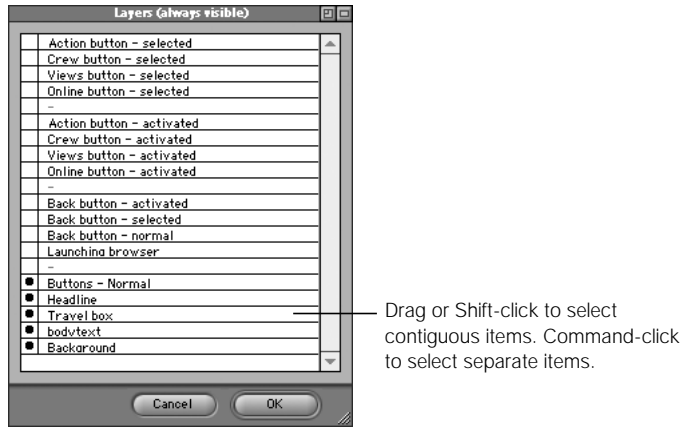 Layers (always visible)
Action button - selected
Crew button - selected
Views button - selected
Online button - selected
-
Action button - activated
Crew button - activated
Views button - activated
Online button - activated
-
Back button - activated
Back button - selected
Back button - normal
Launching browser
-
Buttons - Normal
Headline
Travel box
bodytext
Background
Drag or Shift-click to select
contiguous items. Command-click
to select separate items.
Cancel
OK